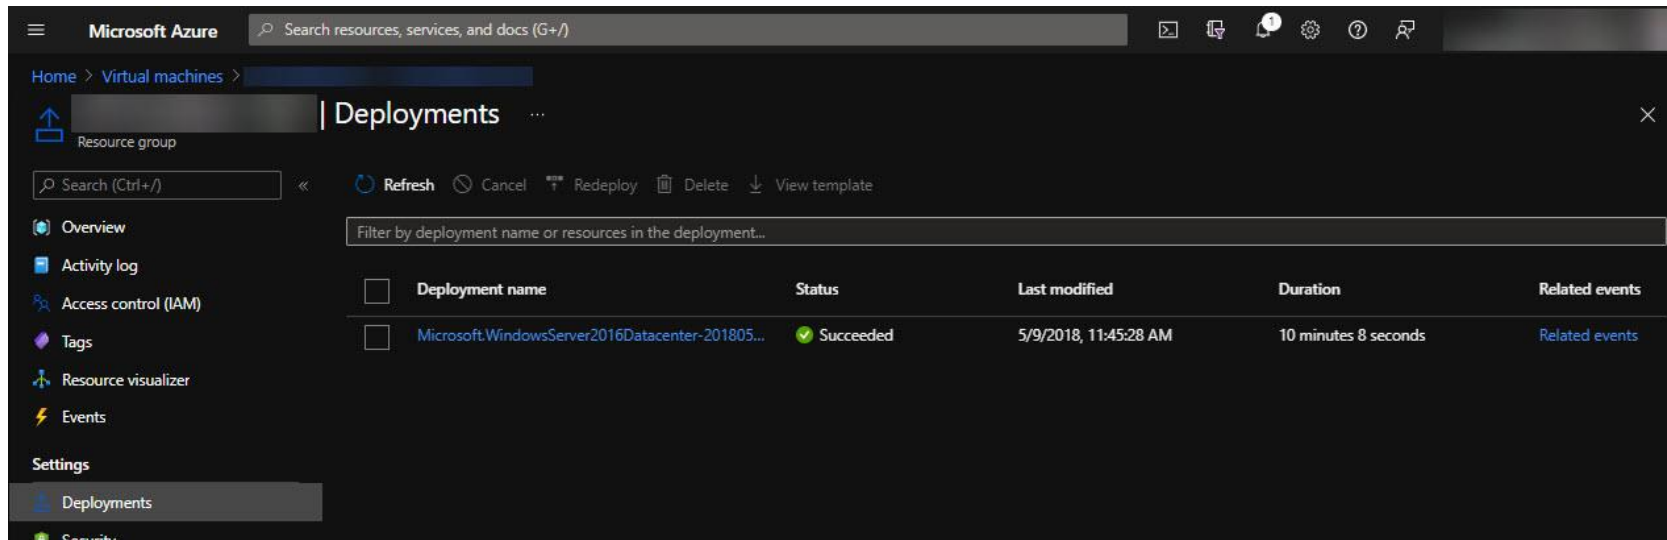 Microsoft Azure
Search resources, services, and docs (G+/)
1
Home > Virtual machines >
| Deployments ...
Resource group
Search (Ctrl+/)
«
Refresh Cancel Redeploy Delete View template
Overview
Filter by deployment name or resources in the deployment...
Activity log
Access control (IAM)
Deployment name Status Last modified Duration Related events
Tags
Microsoft.WindowsServer2016Datacenter-201805... Succeeded 5/9/2018, 11:45:28 AM 10 minutes 8 seconds Related events
Resource visualizer
Events
Settings
Deployments
Security